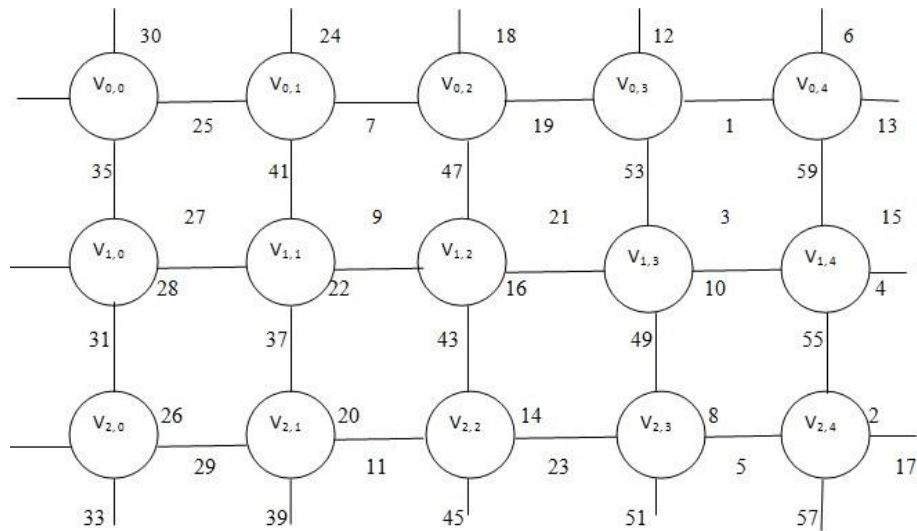 30 24 18 12 6
V0,0 V0,1 V0,2 V0,3 V0,4
25 7 19 1 13
35 41 47 53 59
27 9 21 3 15
V1,0 V1,1 V1,2 V1,3 V1,4
28 22 16 10 4
31 37 43 49 55
26 20 14 8 2
V2,0 V2,1 V2,2 V2,3 V2,4
29 11 23 5 17
33 39 45 51 57